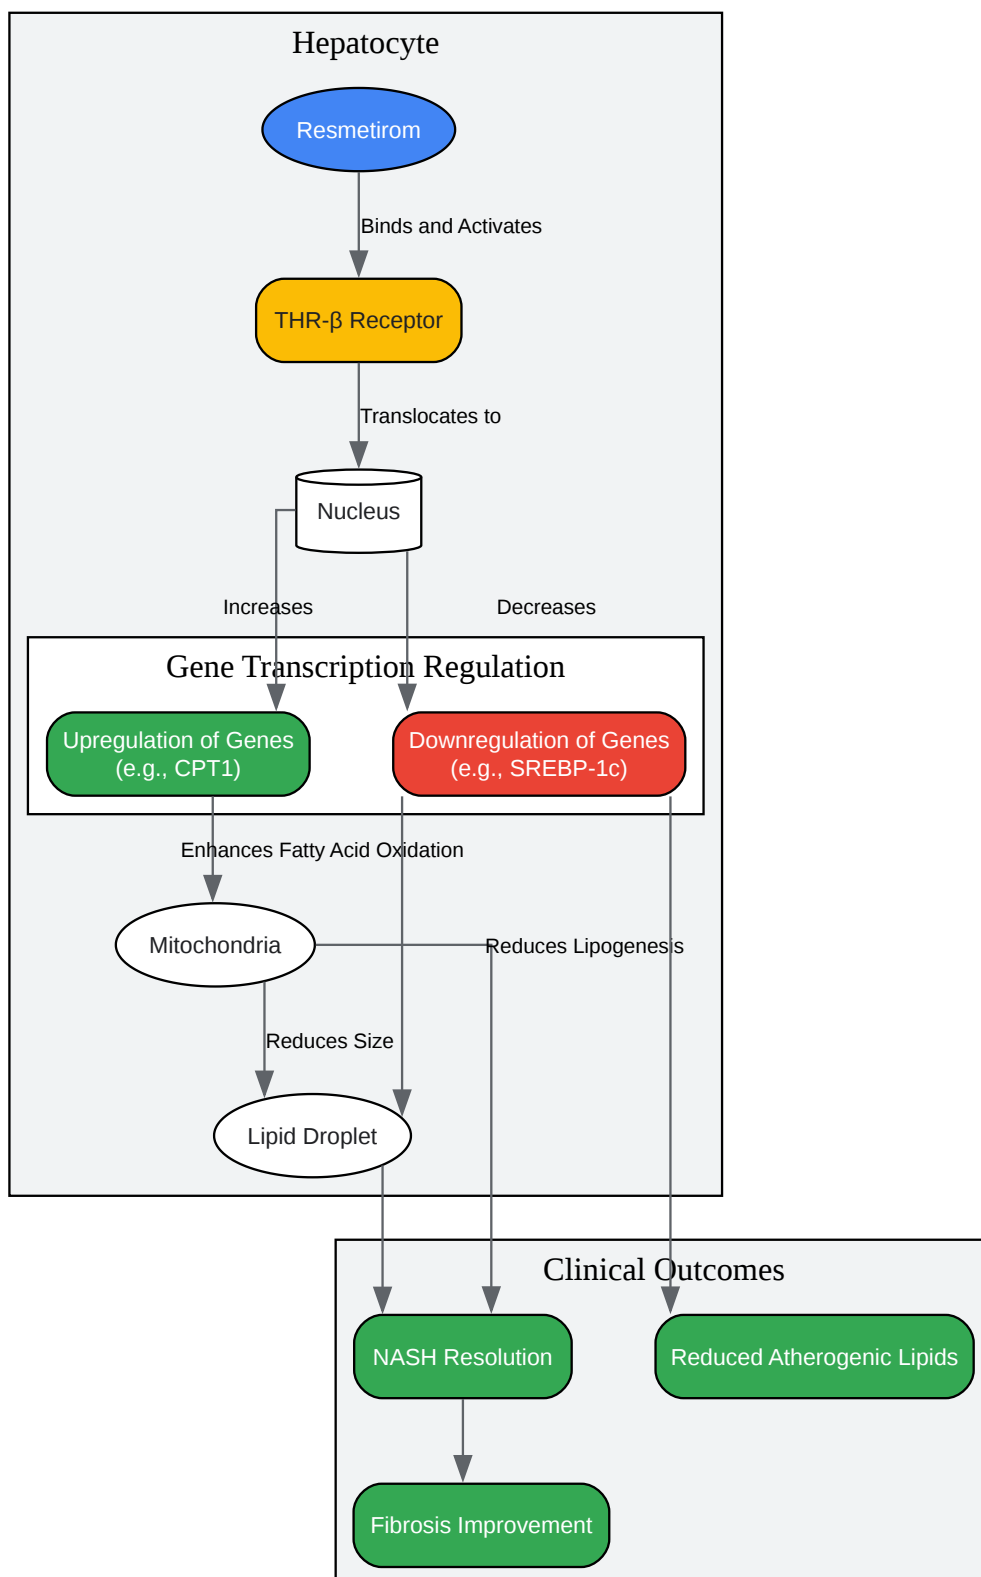 Hepatocyte
Resmetirom
Binds and Activates
THR-β Receptor
Translocates to
Nucleus
Increases
Decreases
Gene Transcription Regulation
Upregulation of Genes
(e.g., CPT1)
Downregulation of Genes
(e.g., SREBP-1c)
Enhances Fatty Acid Oxidation
Mitochondria
Reduces Lipogenesis
Reduces Size
Lipid Droplet
Clinical Outcomes
NASH Resolution
Reduced Atherogenic Lipids
Fibrosis Improvement